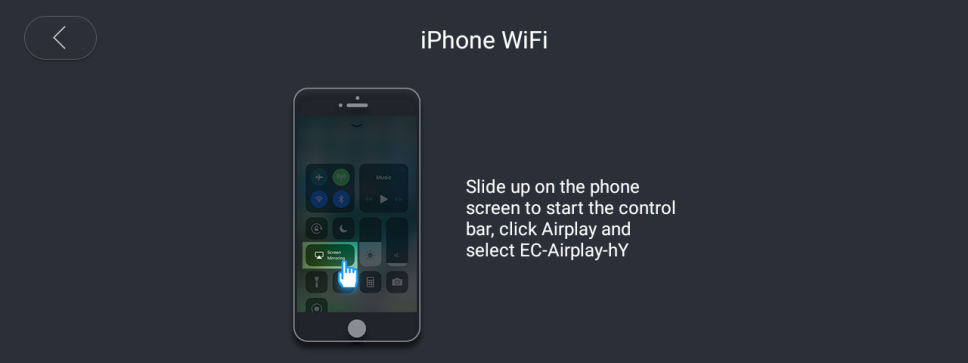 iPhone WiFi
Music
Slide up on the phone
screen to start the control
bar, click Airplay and
select EC-Airplay-hY
Screen
Mirroring